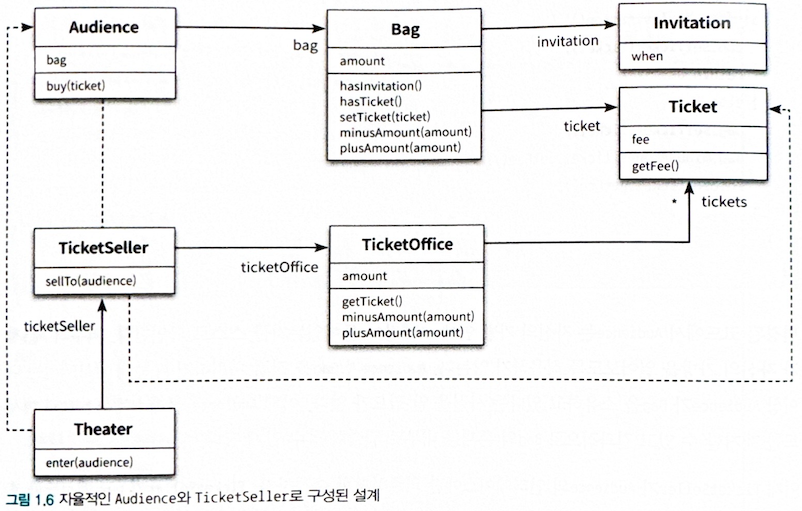 Audience
bag
buy(ticket)
bag
Bag
amount
hasInvitation()
hasTicket()
setTicket(ticket)
minusAmount(amount)
plusAmount(amount)
invitation
Invitation
when
ticket
Ticket
fee
getFee()
* tickets
TicketSeller
sellTo(audience)
ticketOffice
TicketOffice
amount
getTicket()
minusAmount(amount)
plusAmount(amount)
ticketSeller
Theater
enter(audience)
그림 1.6 자율적인 Audience와 TicketSeller로 구성된 설계